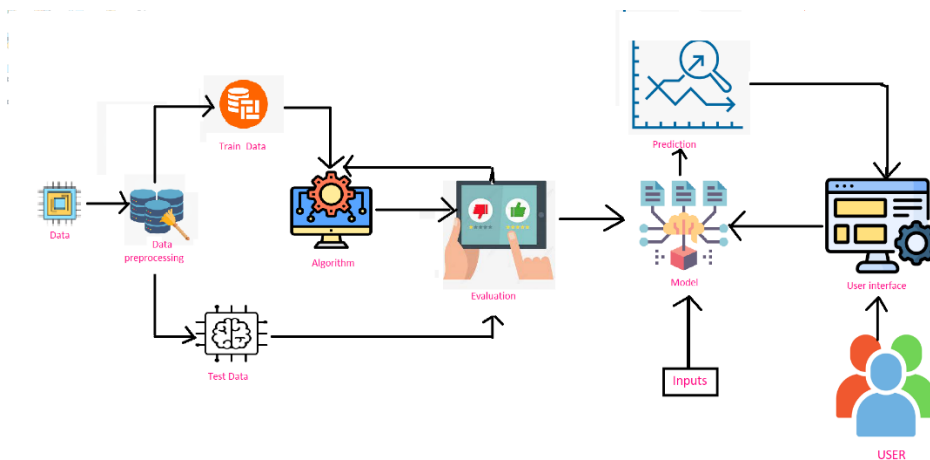 Train Data
Prediction
Data
Data
preprocessing
Algorithm
Evaluation
Model
User interface
Test Data
Inputs
USER